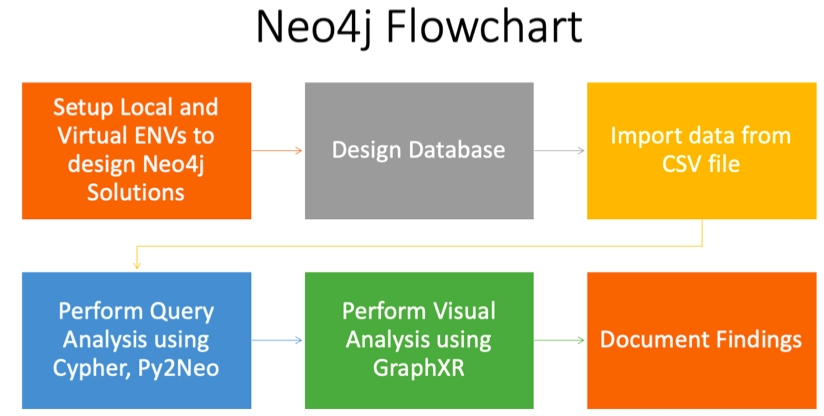 Neo4j Flowchart
Setup Local and
Virtual ENVs to
design Neo4j
Solutions
Design Database
Import data from
CSV file
Perform Query
Analysis using
Cypher, Py2Neo
Perform Visual
Analysis using
GraphXR
Document Findings